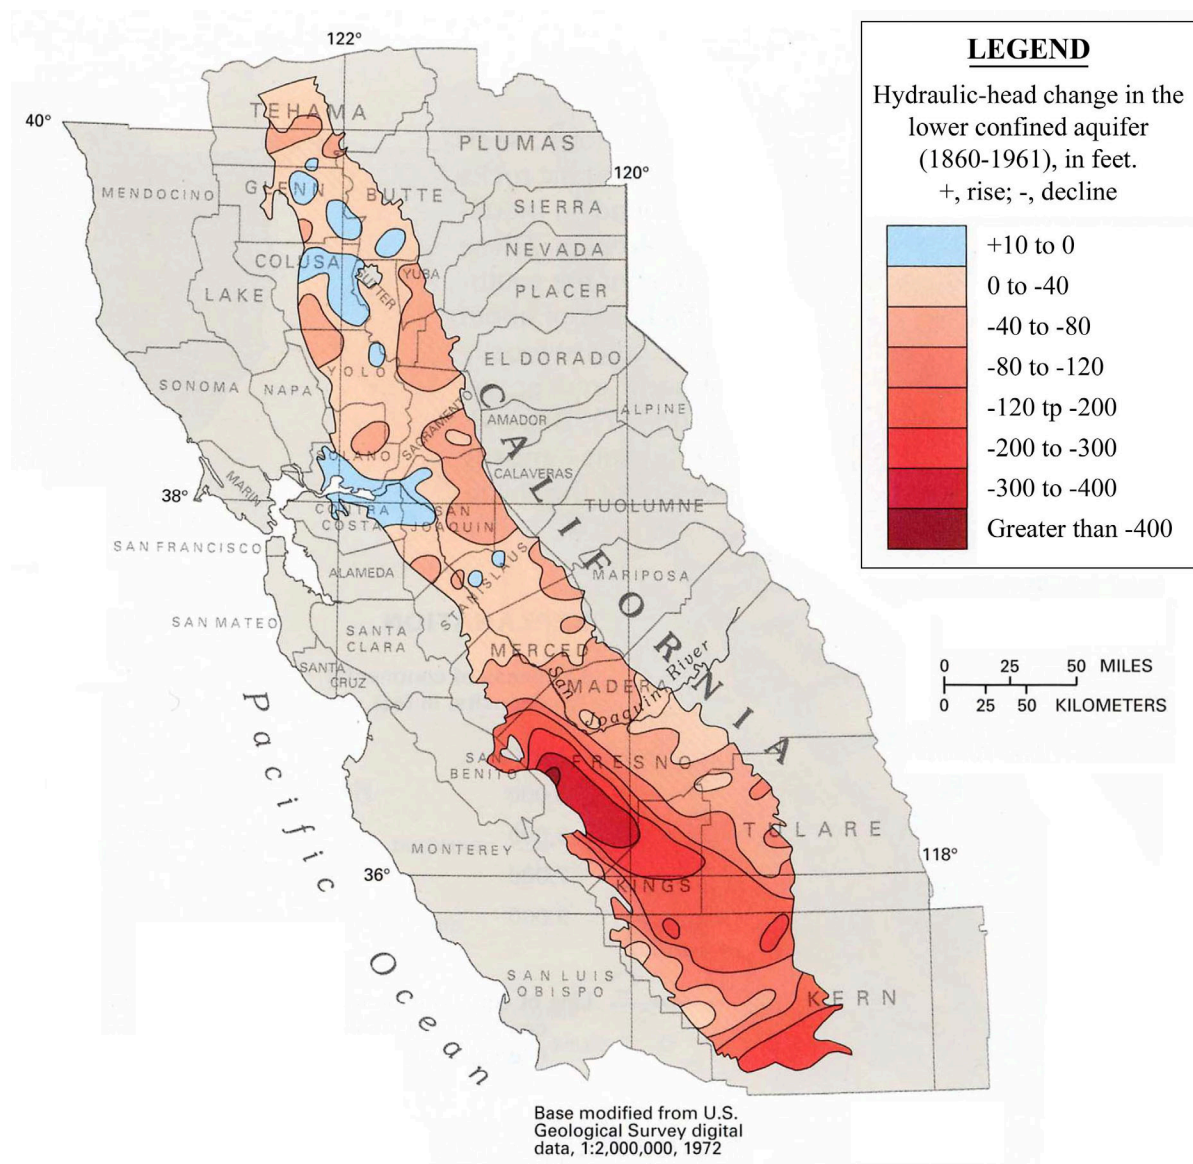 LEGEND
Hydraulic-head change in the
lower confined aquifer
(1860-1961), in feet.
+, rise; -, decline
+10 to 0
0 to -40
-40 to -80
-80 to -120
-120 tp -200
-200 to -300
-300 to -400
Greater than -400
122°
40°
TEHAMA
PLUMAS
120°
MENDOCINO
GLENN
BUTTE
SIERRA
NEVADA
COLUSA
YUBA
SUTTER
LAKE
PLACER
EL DORADO
YOLO
SONOMA
NAPA
SACRAMENTO
AMADOR
ALPINE
SOLANO
CALAVERAS
MARIN
38°
CONTRA
COSTA
SAN
JOAQUIN
TUOLUMNE
SAN FRANCISCO
ALAMEDA
STANISLAUS
MARIPOSA
CALIFORNIA
SAN MATEO
SANTA
CLARA
MERCED
SANTA
CRUZ
MADERA
San Joaquin River
0 25 50 MILES
0 25 50 KILOMETERS
Pacific Ocean
SAN
BENITO
FRESNO
TULARE
MONTEREY
118°
36°
KINGS
SAN LUIS
OBISPO
KERN
Base modified from U.S.
Geological Survey digital
data, 1:2,000,000, 1972